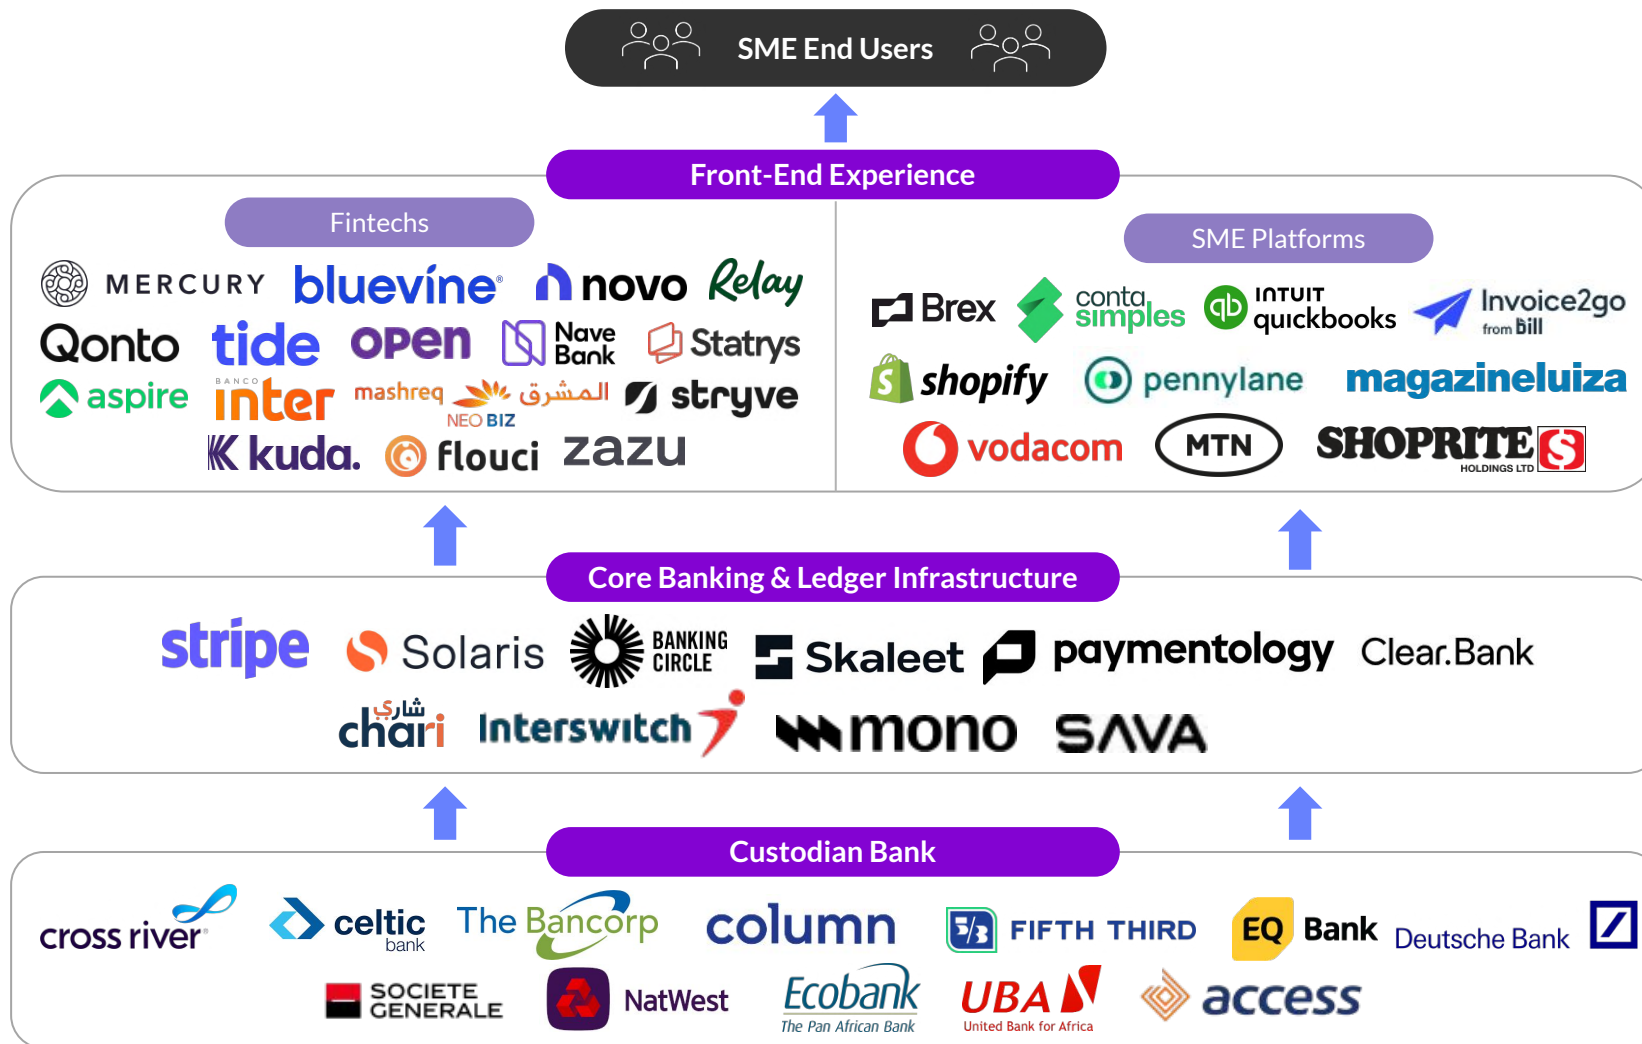 SME End Users
Front-End Experience
Fintechs
SME Platforms
MERCURY
bluevine®
novo
Relay
Qonto
tide
open
Nave
Bank
Statrys
aspire
BANCO
inter
mashreq المشرق
NEO BIZ
stryve
kuda.
flouci
zazu
Brex
conta
simples
qb
INTUIT
quickbooks
Invoice2go
from Bill
shopify
pennylane
magazineluiza
vodacom
MTN
SHOPRITE
HOLDINGS LTD
Core Banking & Ledger Infrastructure
stripe
Solaris
BANKING
CIRCLE
Skaleet
paymentology
Clear.Bank
شاري
chari
Interswitch
mono
SAVA
Custodian Bank
cross river®
celtic
bank
The Bancorp
column
5/3
FIFTH THIRD
EQ Bank
Deutsche Bank
SOCIETE
GENERALE
NatWest
Ecobank
The Pan African Bank
UBA
United Bank for Africa
access